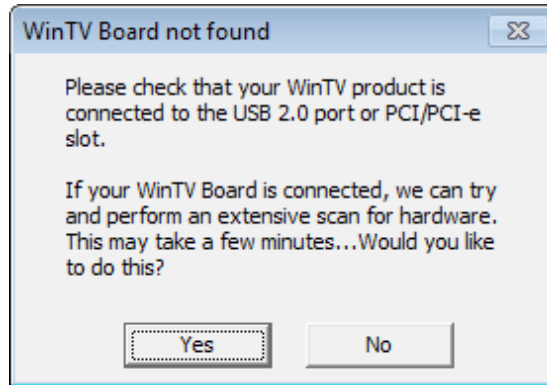 WinTV Board not found
Please check that your WinTV product is
connected to the USB 2.0 port or PCI/PCI-e
slot.
If your WinTV Board is connected, we can try
and perform an extensive scan for hardware.
This may take a few minutes...Would you like
to do this?
Yes
No